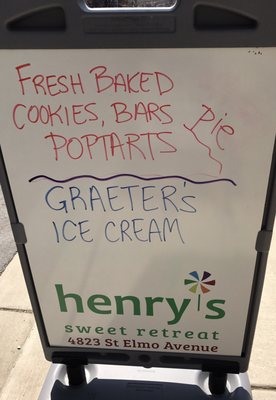 FRESH BAKED
COOKIES, BARS
POPTARTS
Pie
GRAETER'S
ICE CREAM
henry's
sweet retreat
4823 St Elmo Avenue